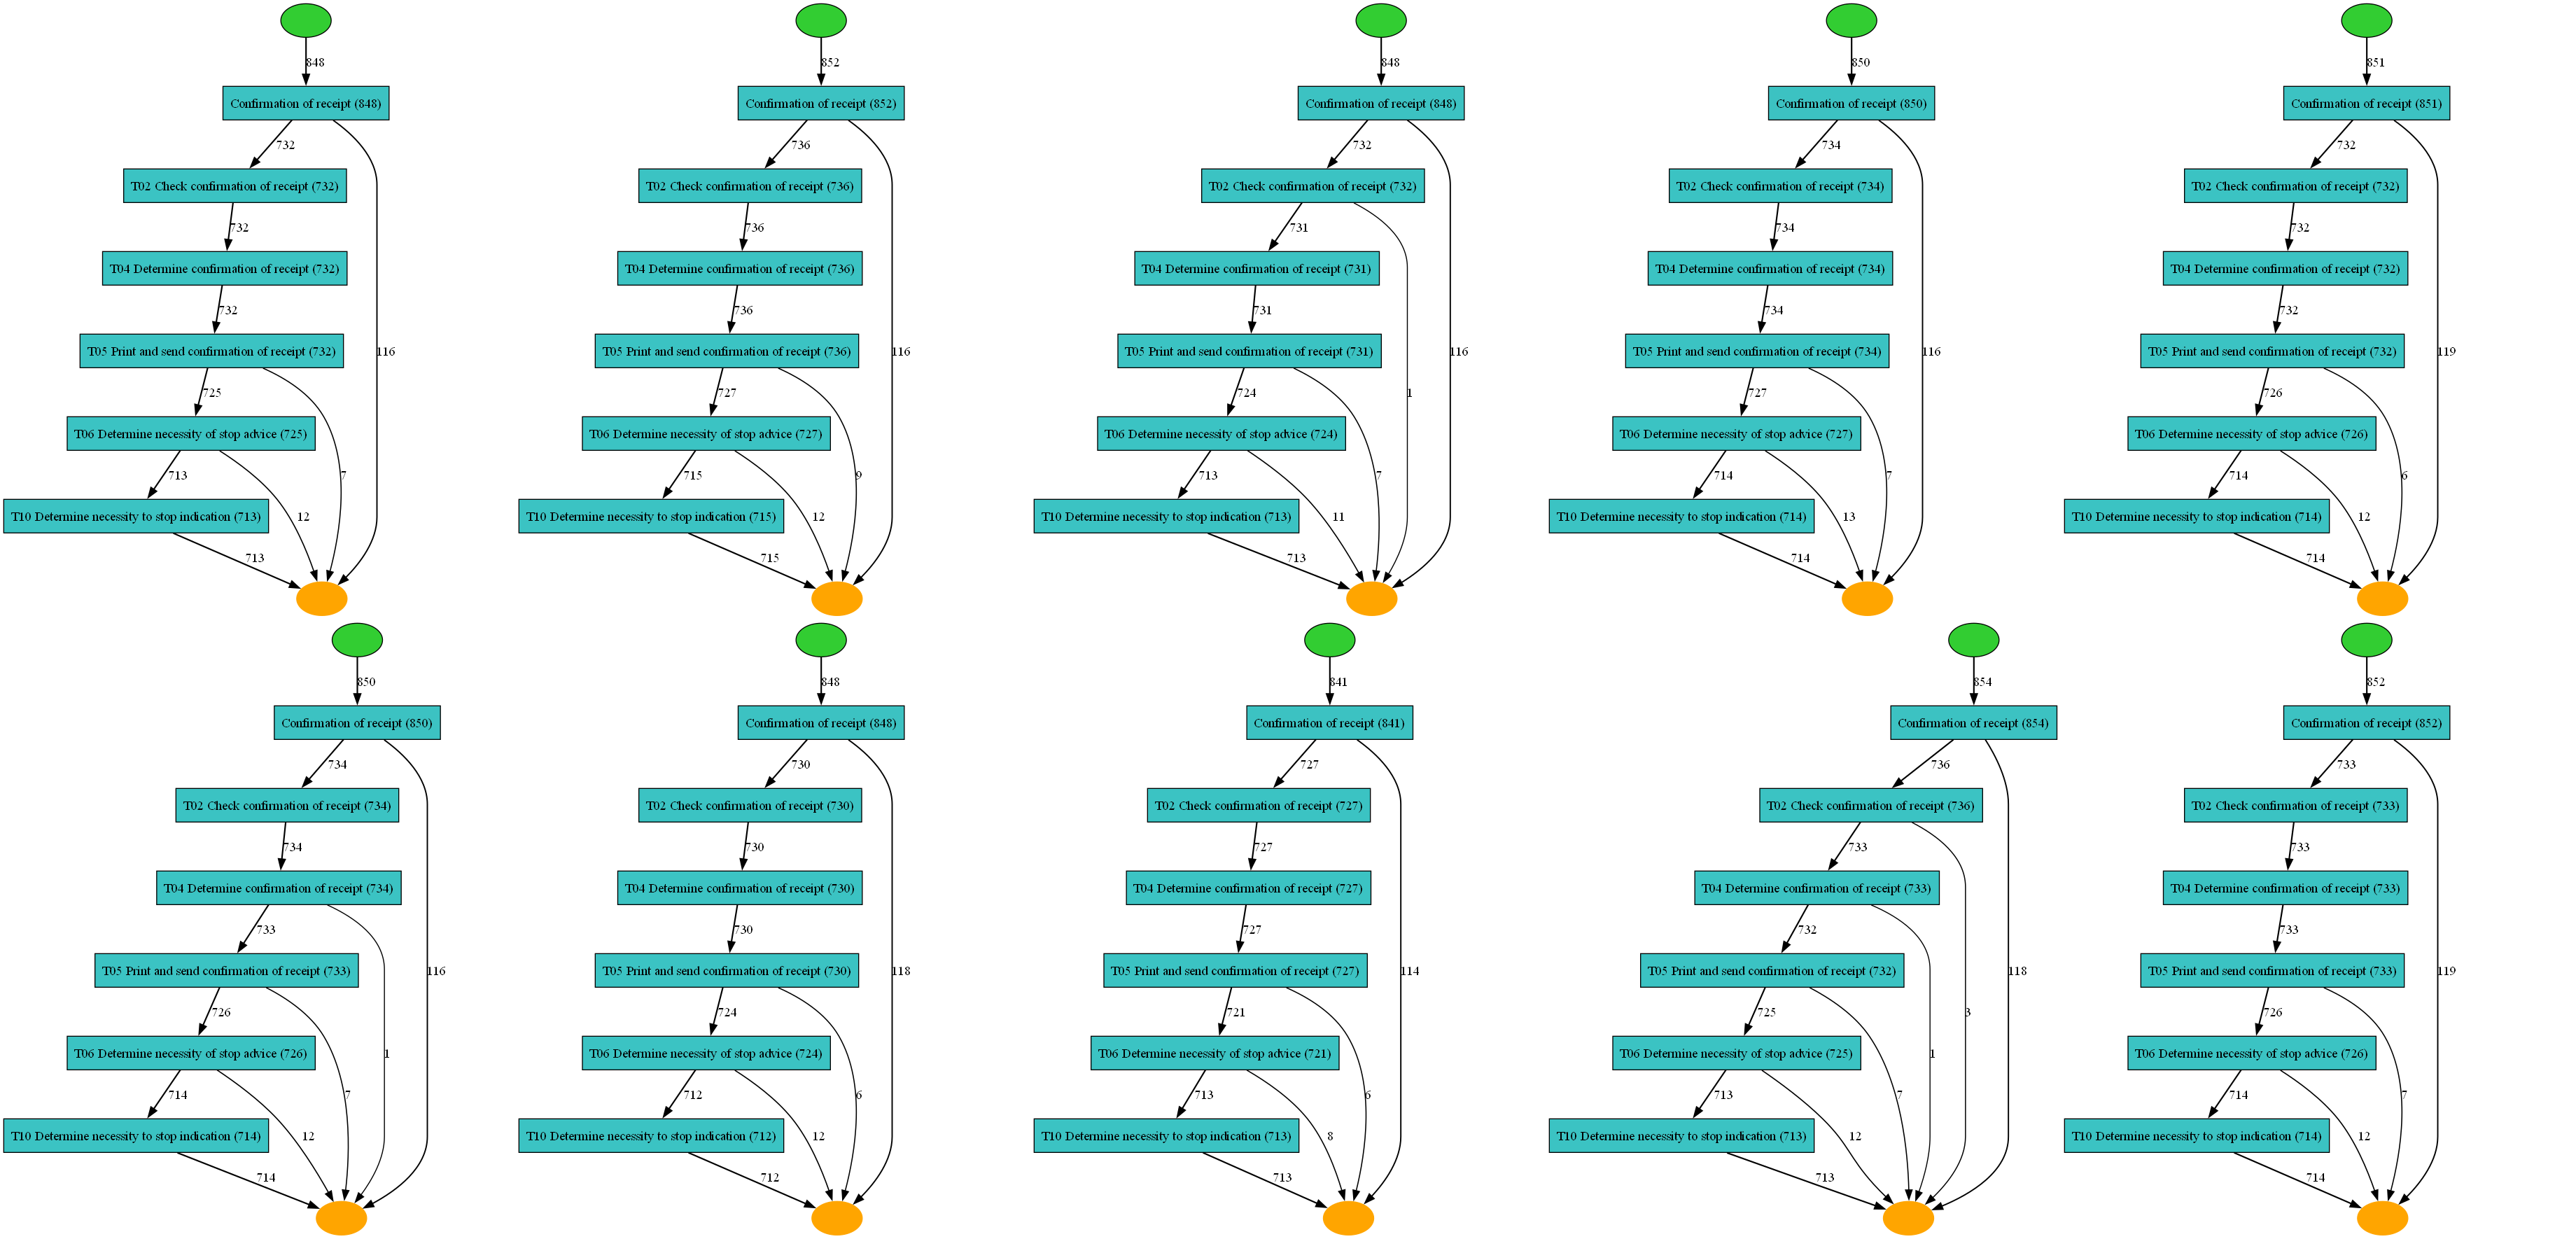 848
Confirmation of receipt (848)
732
T02 Check confirmation of receipt (732)
732
T04 Determine confirmation of receipt (732)
732
T05 Print and send confirmation of receipt (732)
116
725
T06 Determine necessity of stop advice (725)
7
713
T10 Determine necessity to stop indication (713)
12
713
852
Confirmation of receipt (852)
736
T02 Check confirmation of receipt (736)
736
T04 Determine confirmation of receipt (736)
736
T05 Print and send confirmation of receipt (736)
116
727
T06 Determine necessity of stop advice (727)
9
715
T10 Determine necessity to stop indication (715)
12
715
848
Confirmation of receipt (848)
732
T02 Check confirmation of receipt (732)
731
T04 Determine confirmation of receipt (731)
731
T05 Print and send confirmation of receipt (731)
116
724
1
T06 Determine necessity of stop advice (724)
7
713
T10 Determine necessity to stop indication (713)
11
713
850
Confirmation of receipt (850)
734
T02 Check confirmation of receipt (734)
734
T04 Determine confirmation of receipt (734)
734
T05 Print and send confirmation of receipt (734)
116
727
T06 Determine necessity of stop advice (727)
7
714
T10 Determine necessity to stop indication (714)
13
714
851
Confirmation of receipt (851)
732
T02 Check confirmation of receipt (732)
732
T04 Determine confirmation of receipt (732)
732
T05 Print and send confirmation of receipt (732)
119
726
T06 Determine necessity of stop advice (726)
6
714
T10 Determine necessity to stop indication (714)
12
714
850
Confirmation of receipt (850)
734
T02 Check confirmation of receipt (734)
734
T04 Determine confirmation of receipt (734)
733
T05 Print and send confirmation of receipt (733)
116
726
T06 Determine necessity of stop advice (726)
1
714
7
T10 Determine necessity to stop indication (714)
12
714
848
Confirmation of receipt (848)
730
T02 Check confirmation of receipt (730)
730
T04 Determine confirmation of receipt (730)
730
T05 Print and send confirmation of receipt (730)
118
724
T06 Determine necessity of stop advice (724)
6
712
T10 Determine necessity to stop indication (712)
12
712
841
Confirmation of receipt (841)
727
T02 Check confirmation of receipt (727)
727
T04 Determine confirmation of receipt (727)
727
T05 Print and send confirmation of receipt (727)
114
721
T06 Determine necessity of stop advice (721)
6
713
T10 Determine necessity to stop indication (713)
8
713
854
Confirmation of receipt (854)
736
T02 Check confirmation of receipt (736)
733
T04 Determine confirmation of receipt (733)
732
T05 Print and send confirmation of receipt (732)
118
725
3
T06 Determine necessity of stop advice (725)
1
713
7
T10 Determine necessity to stop indication (713)
12
713
852
Confirmation of receipt (852)
733
T02 Check confirmation of receipt (733)
733
T04 Determine confirmation of receipt (733)
733
T05 Print and send confirmation of receipt (733)
119
726
T06 Determine necessity of stop advice (726)
7
714
T10 Determine necessity to stop indication (714)
12
714